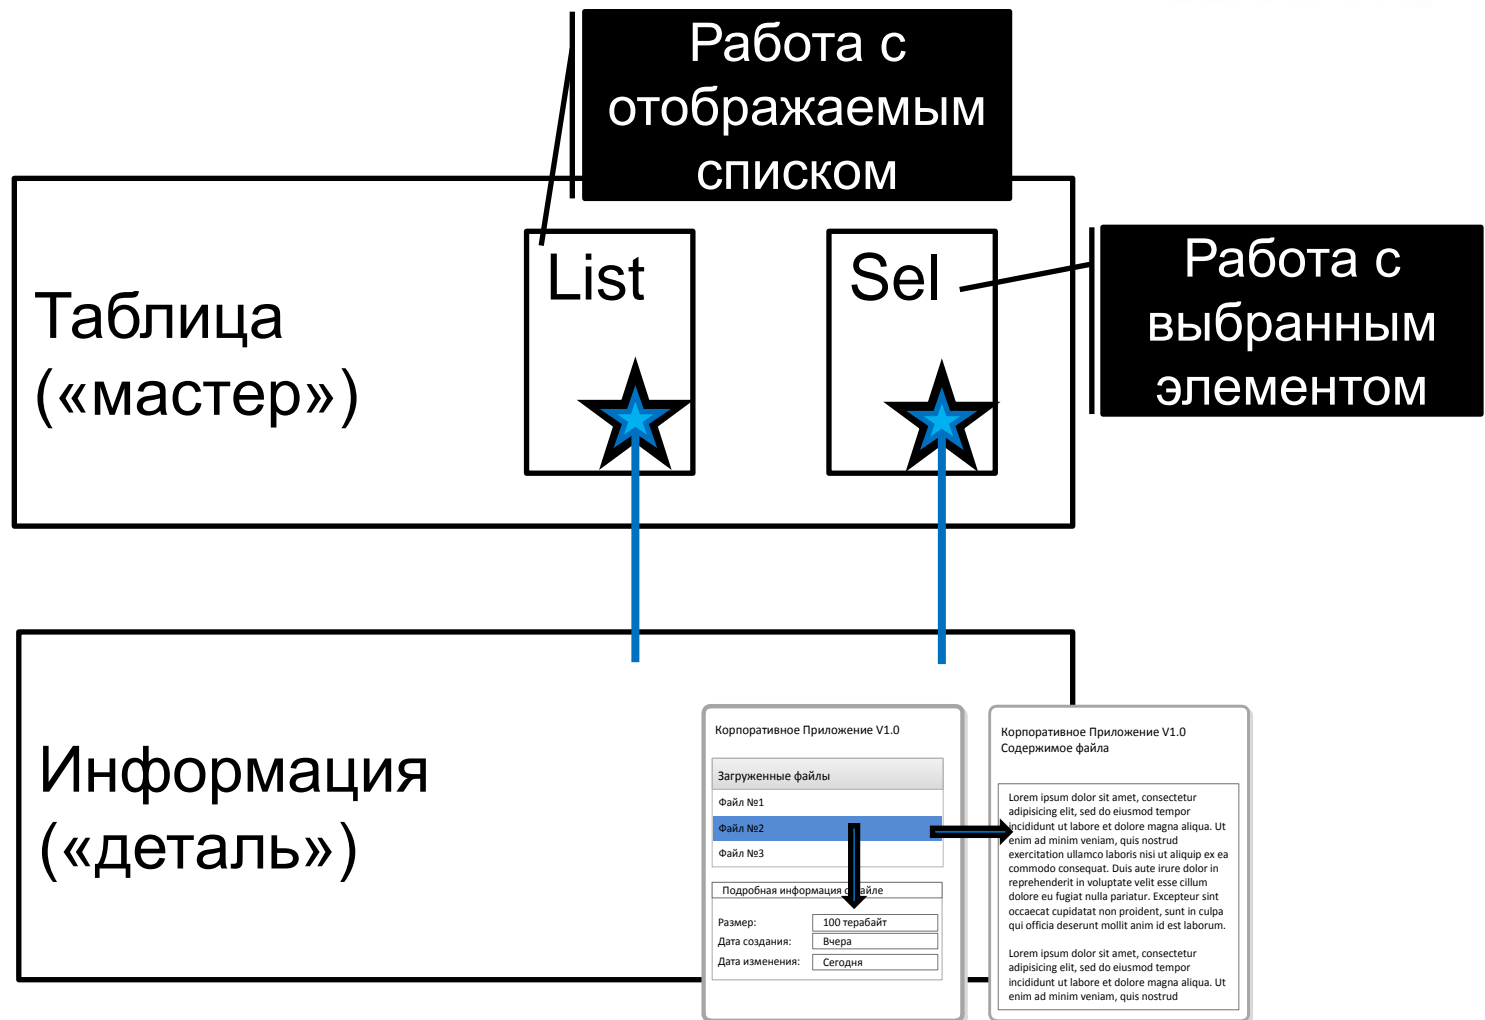 Работа с
отображаемым
списком
Таблица
(«мастер»)
List
Sel
Работа с
выбранным
элементом
Информация
(«деталь»)
Корпоративное Приложение V1.0
Загруженные файлы
Файл №1
Файл №2
Файл №3
Подробная информация файле
Размер:
100 терабайт
Дата создания:
Вчера
Дата изменения:
Сегодня
Корпоративное Приложение V1.0
Содержимое файла
Lorem ipsum dolor sit amet, consectetur
adipisicing elit, sed do eiusmod tempor
incididunt ut labore et dolore magna aliqua. Ut
enim ad minim veniam, quis nostrud
exercitation ullamco laboris nisi ut aliquip ex ea
commodo consequat. Duis aute irure dolor in
reprehenderit in voluptate velit esse cillum
dolore eu fugiat nulla pariatur. Excepteur sint
occaecat cupidatat non proident, sunt in culpa
qui officia deserunt mollit anim id est laborum.
Lorem ipsum dolor sit amet, consectetur
adipisicing elit, sed do eiusmod tempor
incididunt ut labore et dolore magna aliqua. Ut
enim ad minim veniam, quis nostrud